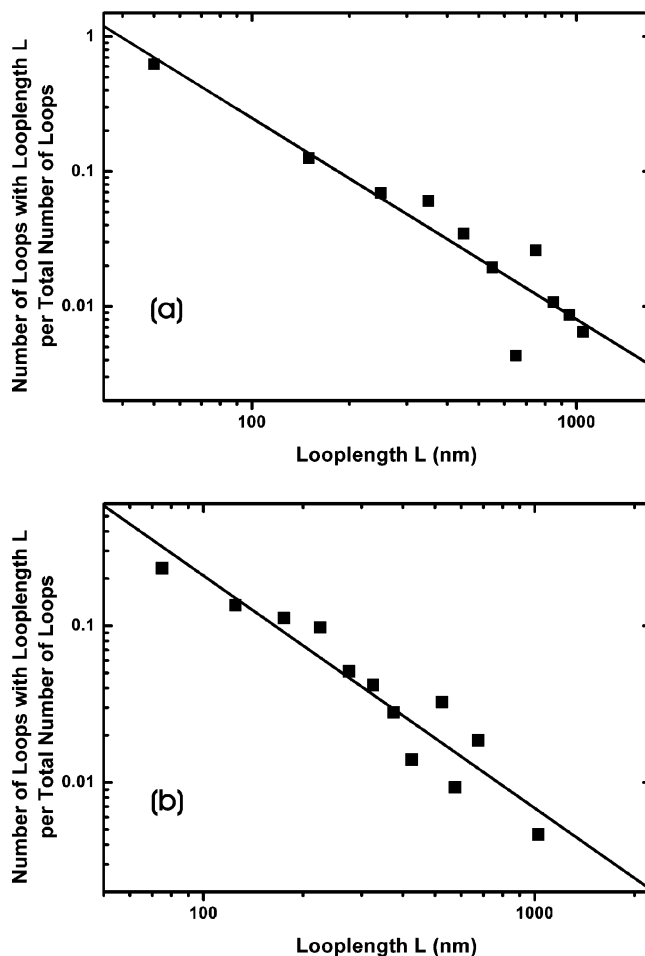 Number of Loops with Looplength L
per Total Number of Loops
1
0.1
0.01
(a)
100
1000
Looplength L (nm)
Number of Loops with Looplength L
per Total Number of Loops
0.1
0.01
(b)
100
1000
Looplength L (nm)